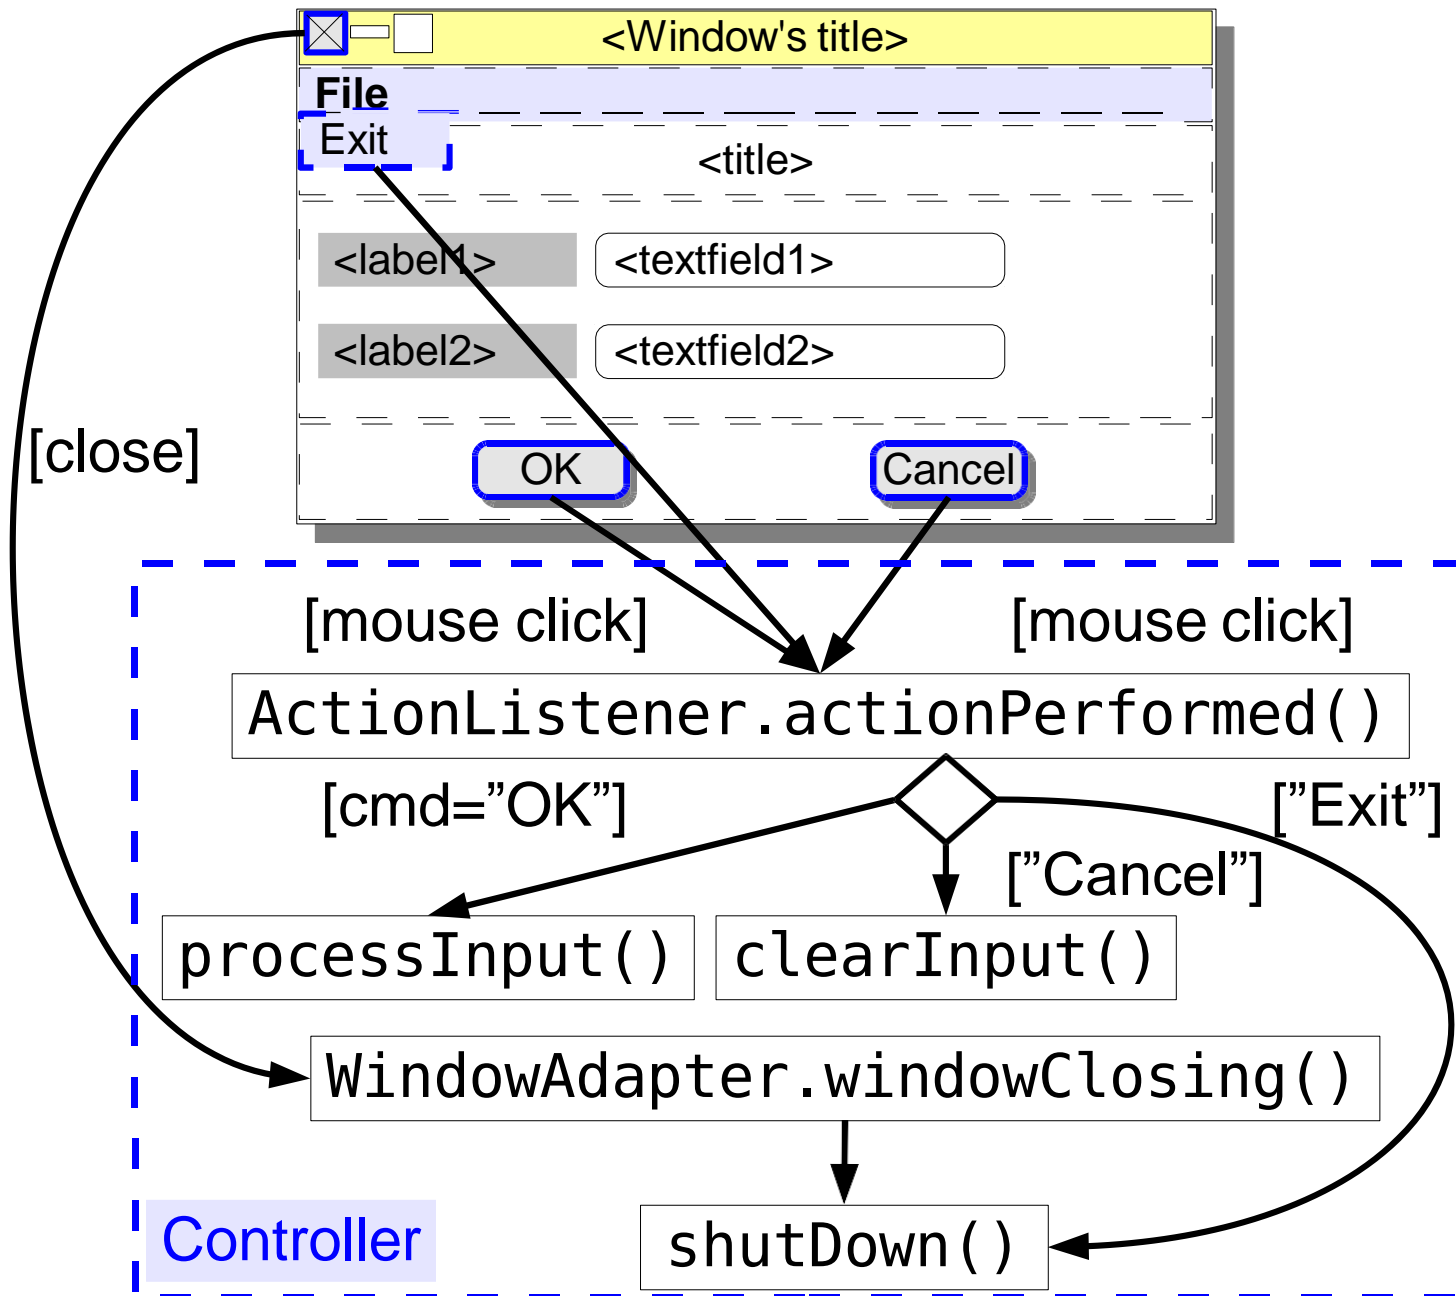 <Window's title>
File
Exit
<title>
<label1> <textfield1>
<label2> <textfield2>
[close]
OK Cancel
[mouse click] [mouse click]
ActionListener.actionPerformed()
[cmd=”OK”] [”Exit”]
[”Cancel”]
processInput() clearInput()
WindowAdapter.windowClosing()
Controller shutDown()